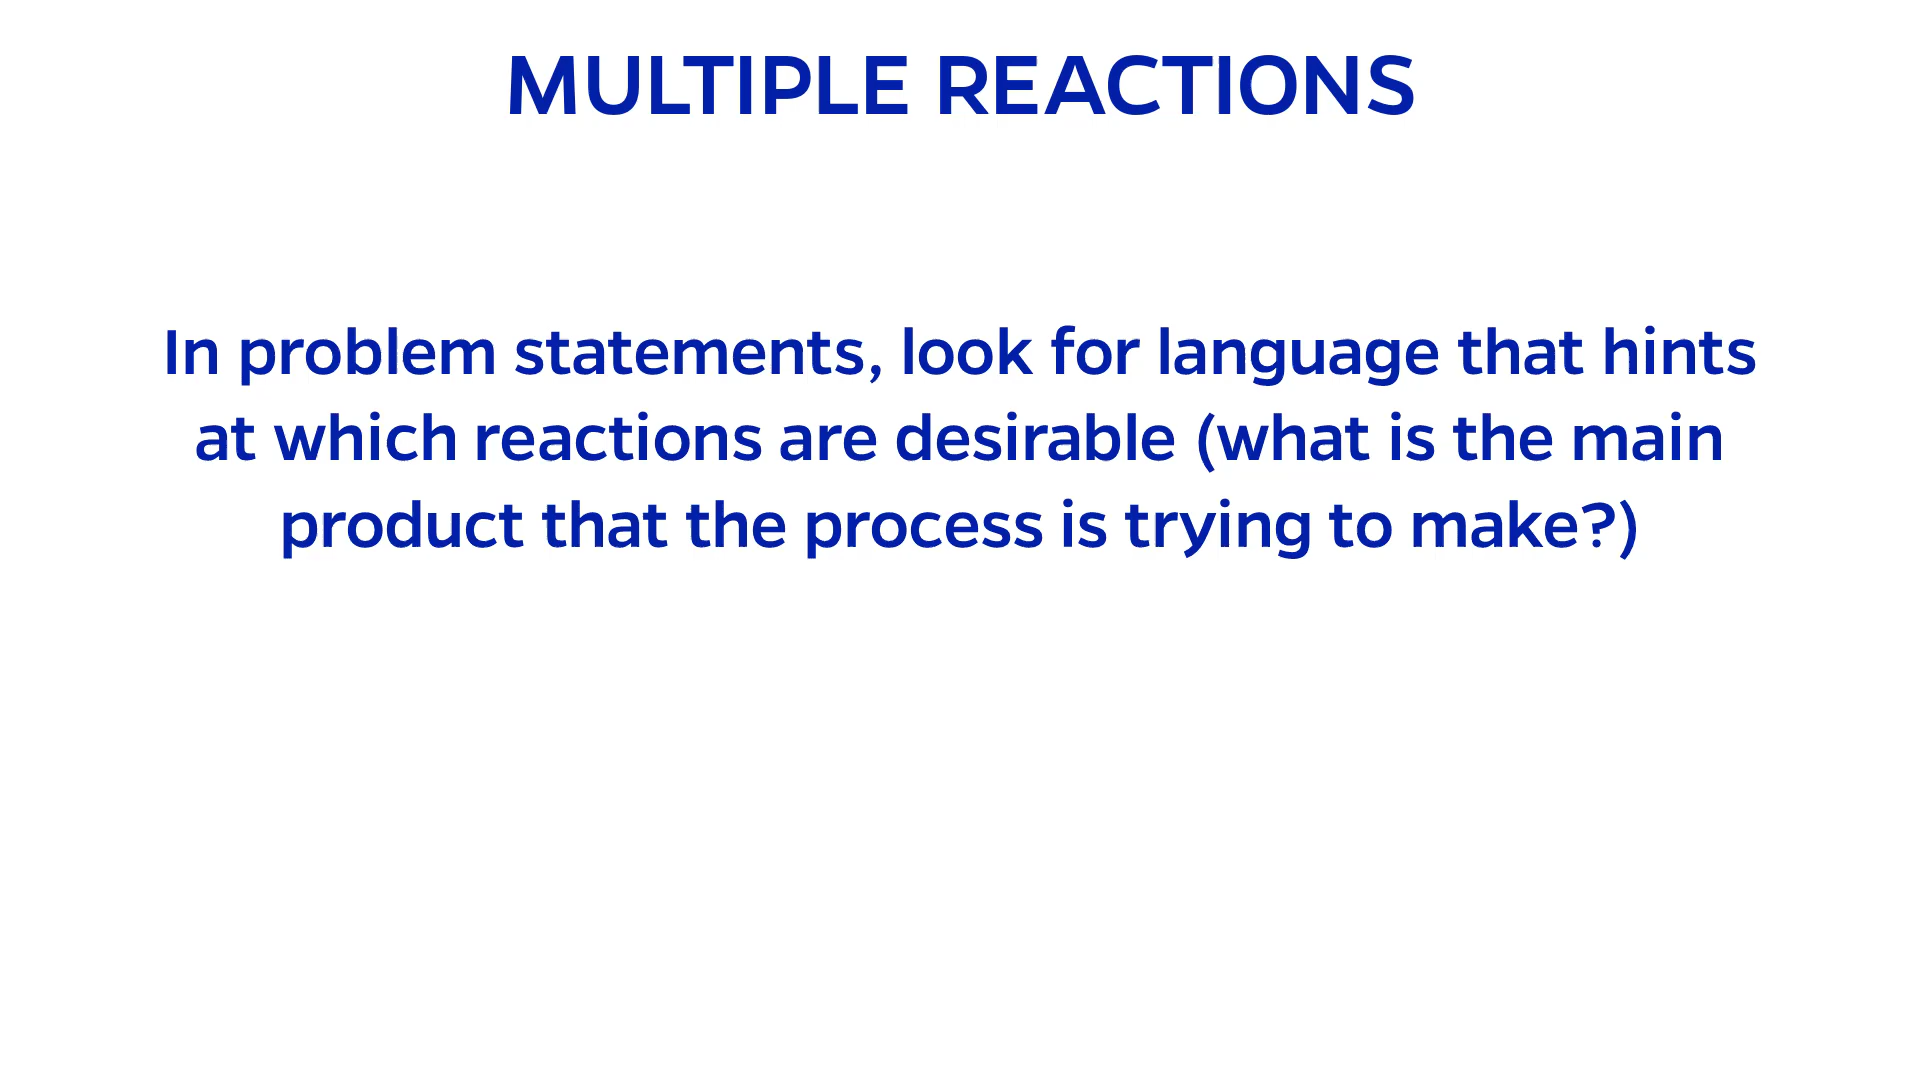 MULTIPLE REACTIONS
In problem statements, look for language that hints
at which reactions are desirable (what is the main
product that the process is trying to make?)